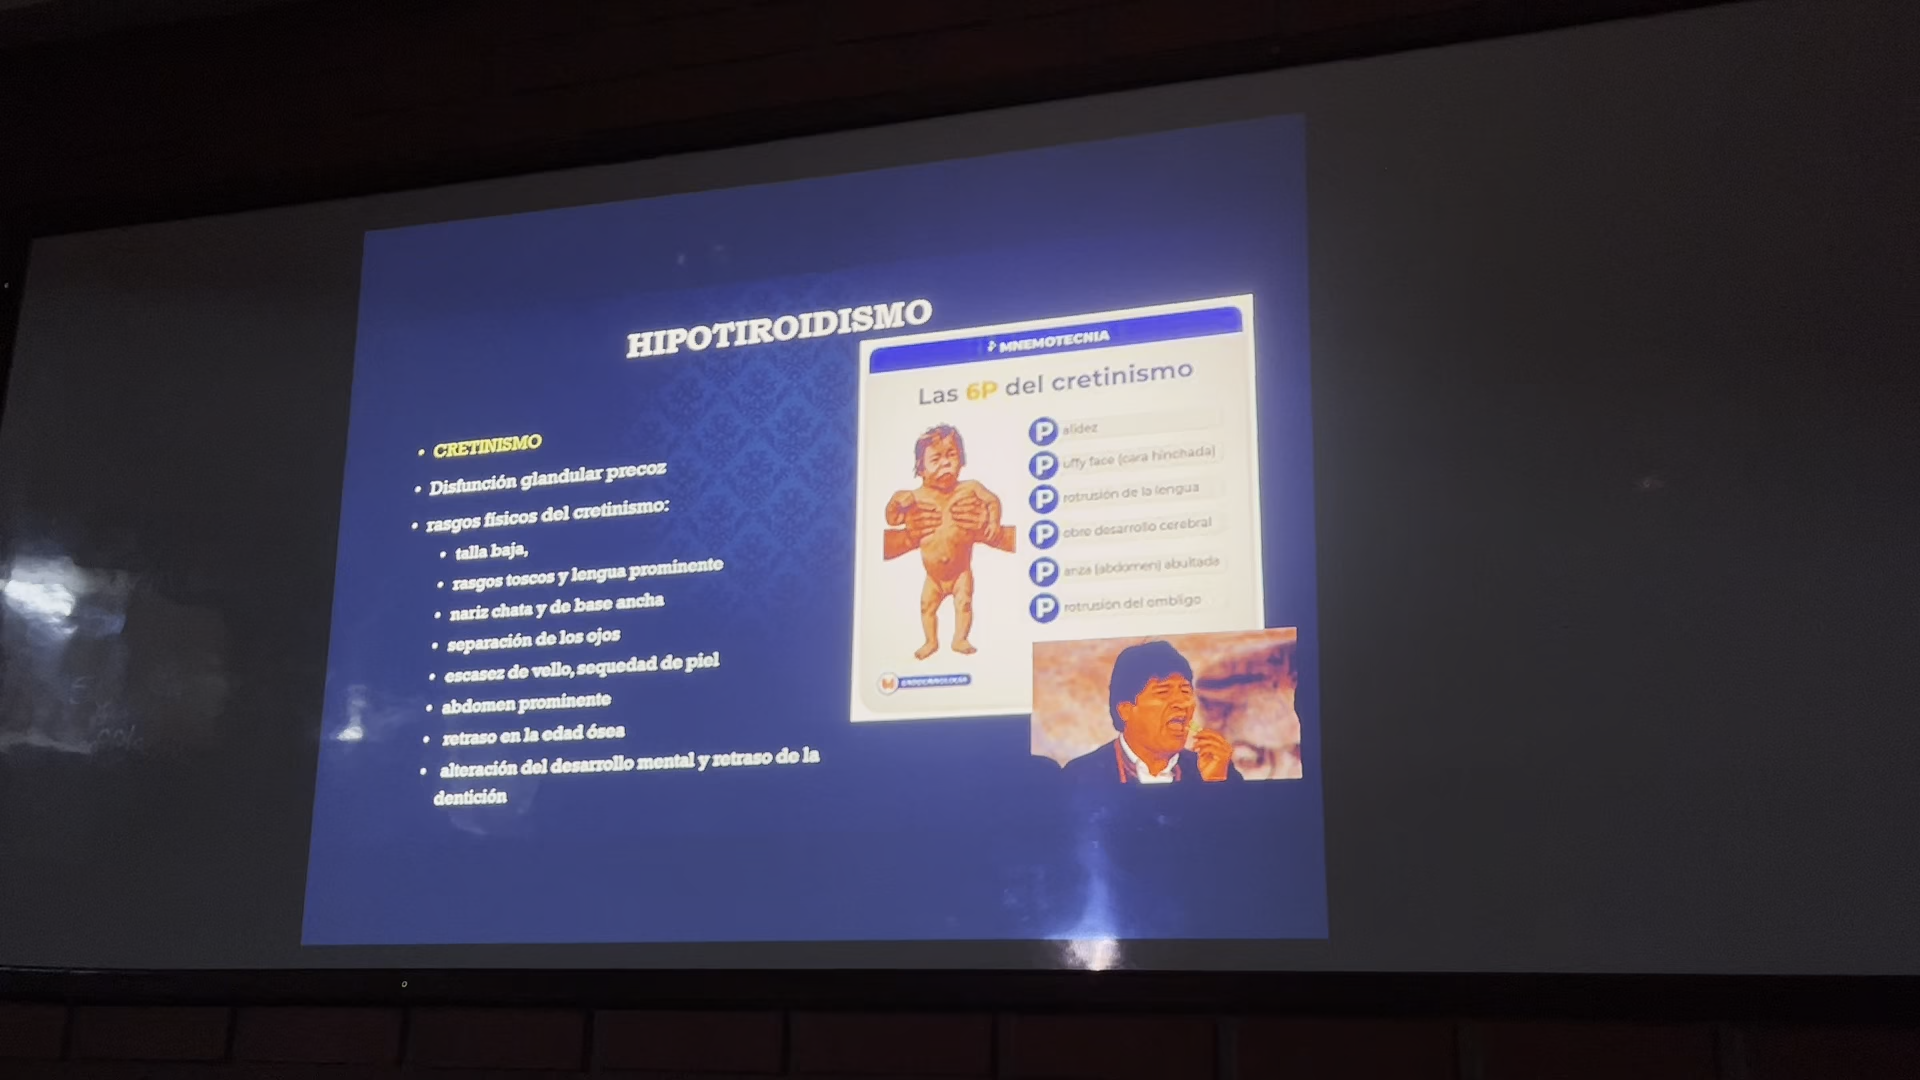 HIPOTIROIDISMO
• CRETINISMO
• Disfunción glandular precoz
• rasgos físicos del cretinismo:
• talla baja,
• rasgos toscos y lengua prominente
• nariz chata y de base ancha
• separación de los ojos
• escasez de vello, sequedad de piel
• abdomen prominente
• retraso en la edad ósea
• alteración del desarrollo mental y retraso de la
dentición
MNEMOTECNIA
Las 6P del cretinismo
P alidez
P uffy face (cara hinchada)
P rotrusión de la lengua
P obre desarrollo cerebral
P anza (abdomen) abultada
P rotrusión del ombligo
ENDOCRINOLOGÍA